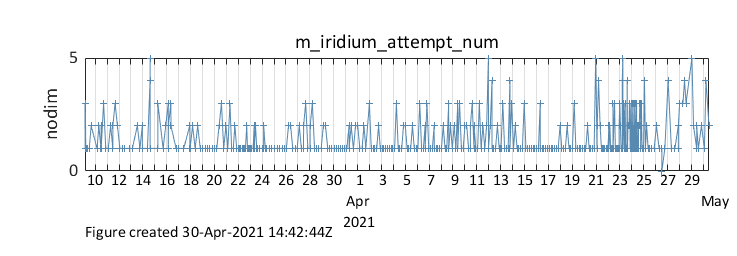 m_iridium_attempt_num
5
nodim
0
10 12 14 16 18 20 22 24 26 28 30 1 3 5 7 9 11 13 15 17 19 21 23 25 27 29
Apr May
2021
Figure created 30-Apr-2021 14:42:44Z